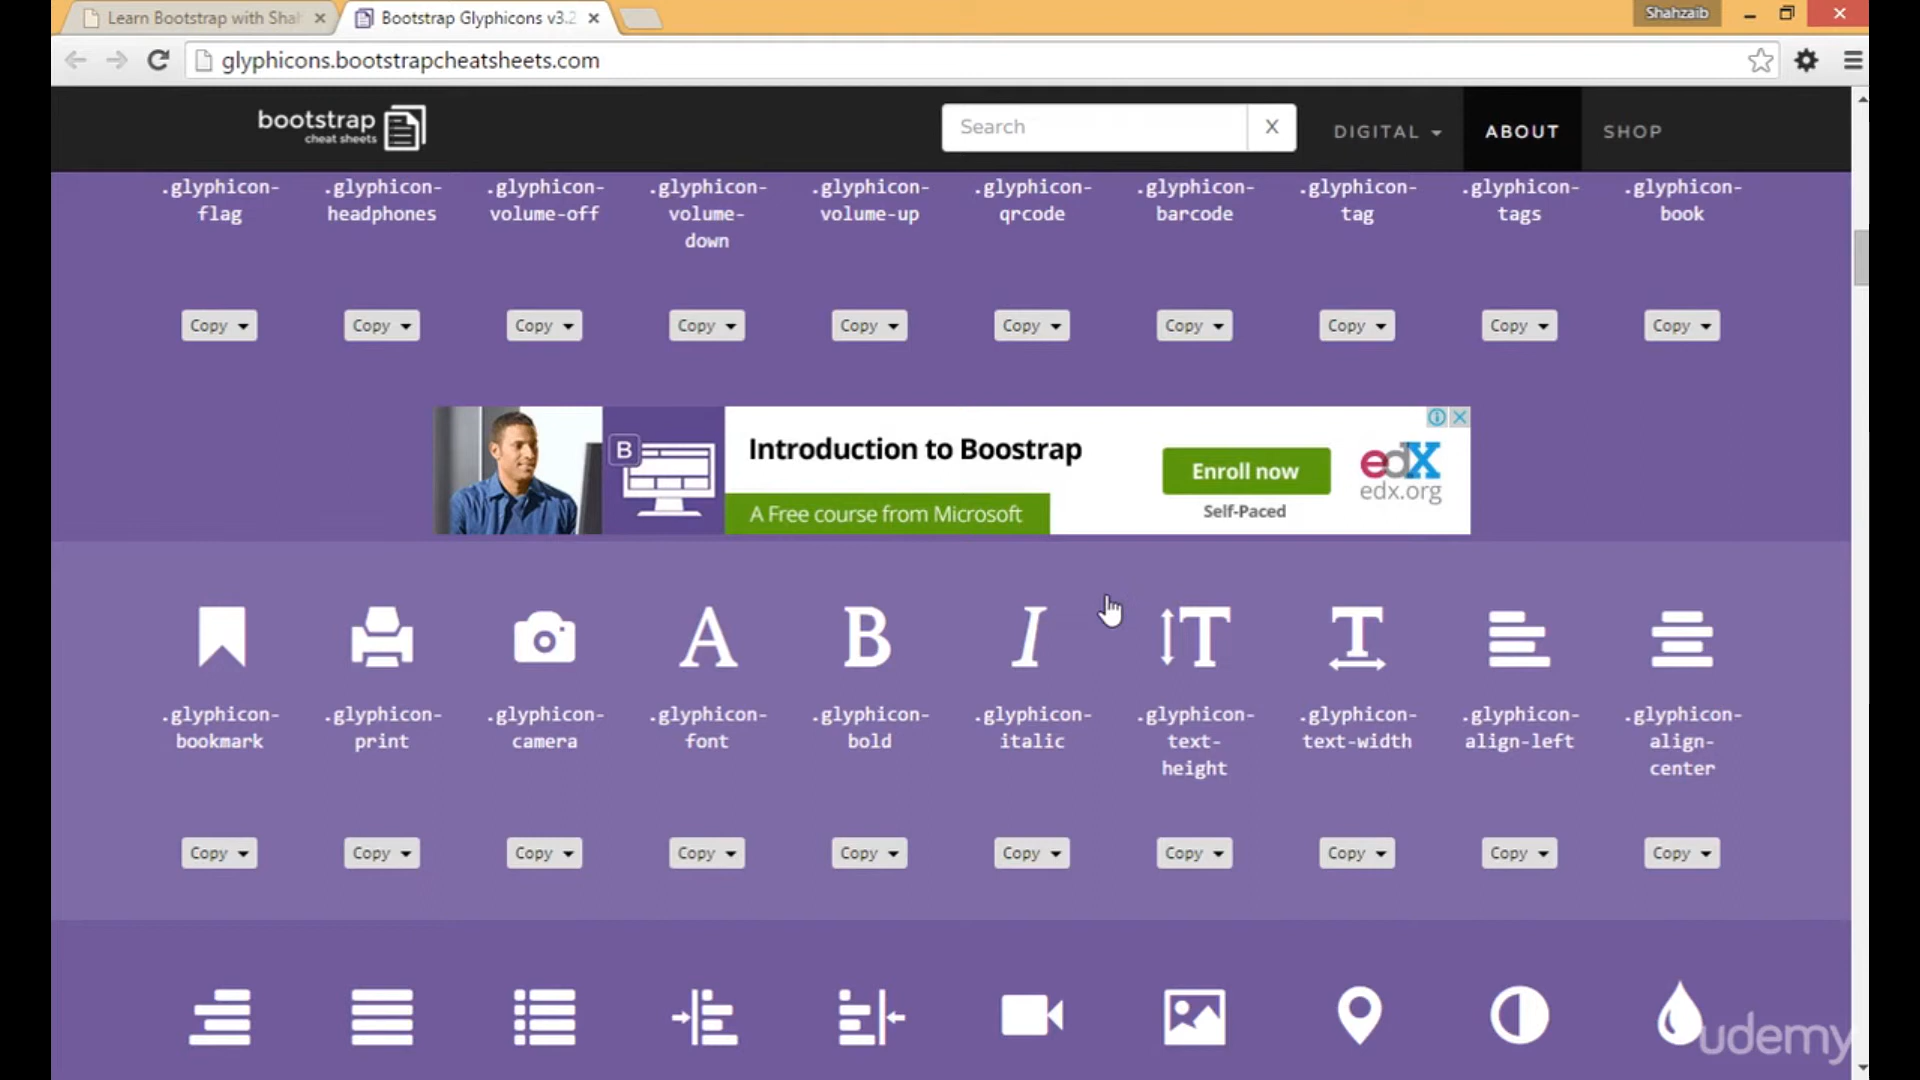 Learn Bootstrap with Shah
Bootstrap Glyphicons v3.2
Shahzaib
glyphicons.bootstrapcheatsheets.com
bootstrap
cheat sheets
Search
X
DIGITAL
ABOUT
SHOP
.glyphicon-flag
.glyphicon-headphones
.glyphicon-volume-off
.glyphicon-volume-down
.glyphicon-volume-up
.glyphicon-qrcode
.glyphicon-barcode
.glyphicon-tag
.glyphicon-tags
.glyphicon-book
Copy Copy Copy Copy Copy Copy Copy Copy Copy Copy
B
Introduction to Boostrap
A Free course from Microsoft
Enroll now
Self-Paced
edX
edx.org
A B I T T
.glyphicon-bookmark
.glyphicon-print
.glyphicon-camera
.glyphicon-font
.glyphicon-bold
.glyphicon-italic
.glyphicon-text-height
.glyphicon-text-width
.glyphicon-align-left
.glyphicon-align-center
Copy Copy Copy Copy Copy Copy Copy Copy Copy Copy
udemy